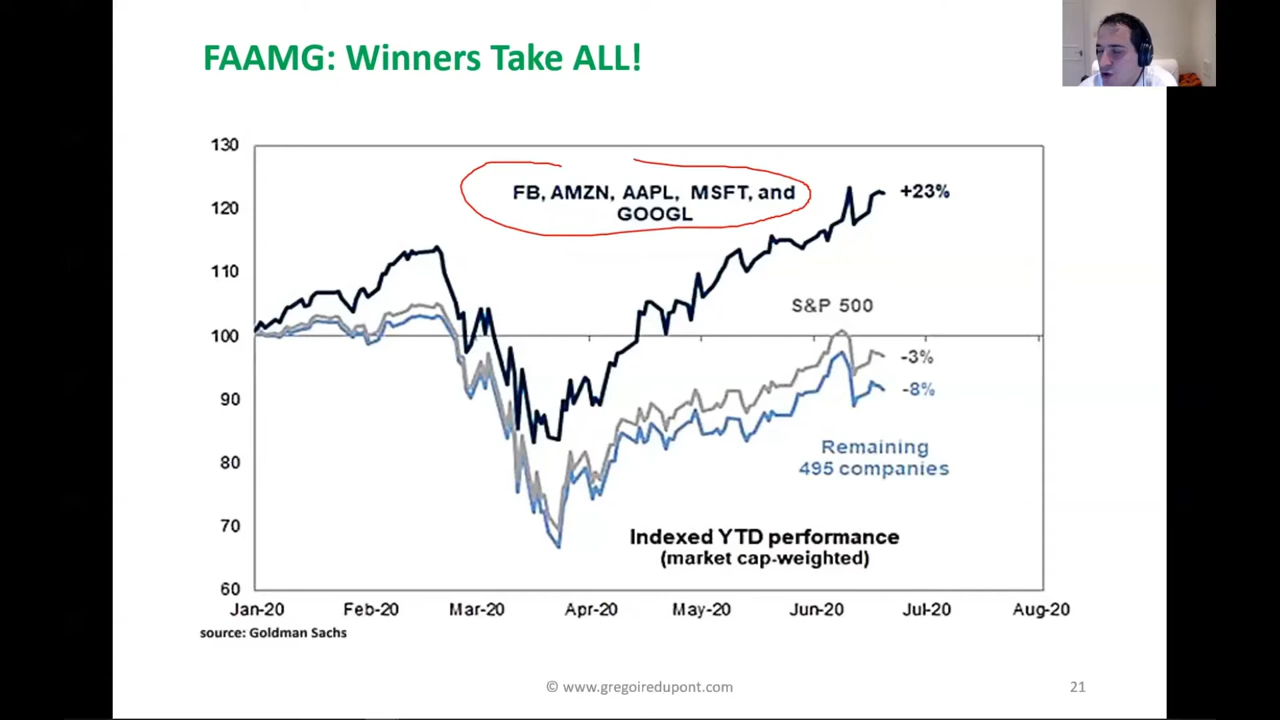 FAAMG: Winners Take ALL!
130
120
110
100
90
80
70
60
FB, AMZN, AAPL, MSFT, and
GOOGL
+23%
S&P 500
-3%
-8%
Remaining
495 companies
Indexed YTD performance
(market cap-weighted)
Jan-20 Feb-20 Mar-20 Apr-20 May-20 Jun-20 Jul-20 Aug-20
source: Goldman Sachs
© www.gregoiredupont.com 21